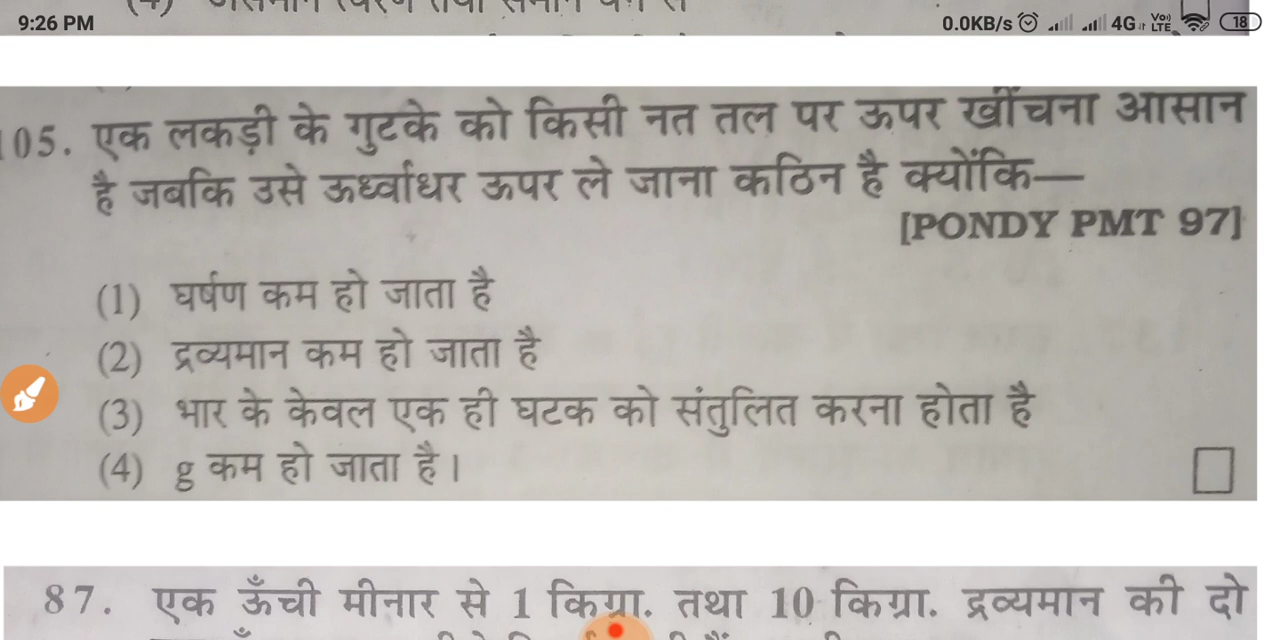 9:26 PM 0.0KB/s 4G Vo) LTE 18
105. एक लकड़ी के गुटके को किसी नत तल पर ऊपर खींचना आसान
है जबकि उसे ऊर्ध्वाधर ऊपर ले जाना कठिन है क्योंकि—
[PONDY PMT 97]
(1) घर्षण कम हो जाता है
(2) द्रव्यमान कम हो जाता है
(3) भार के केवल एक ही घटक को संतुलित करना होता है
(4) g कम हो जाता है।
87. एक ऊँची मीनार से 1 किग्रा. तथा 10 किग्रा. द्रव्यमान की दो